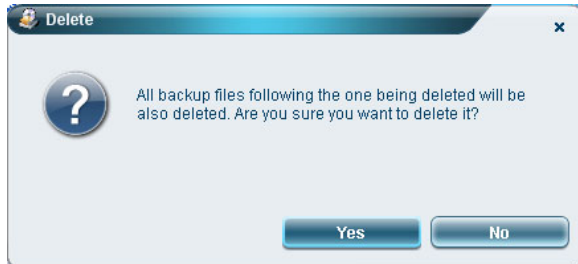 Delete
All backup files following the one being deleted will be
also deleted. Are you sure you want to delete it?
Yes
No